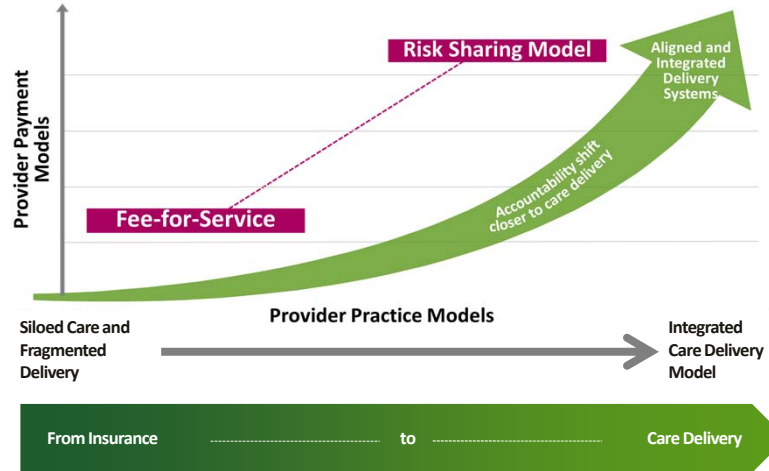 Risk Sharing Model
Aligned and
Integrated
Delivery
Systems
Provider Payment
Models
Accountability shift
closer to care delivery
Fee-for-Service
Provider Practice Models
Siloed Care and
Fragmented
Delivery
Integrated
Care Delivery
Model
From Insurance to Care Delivery